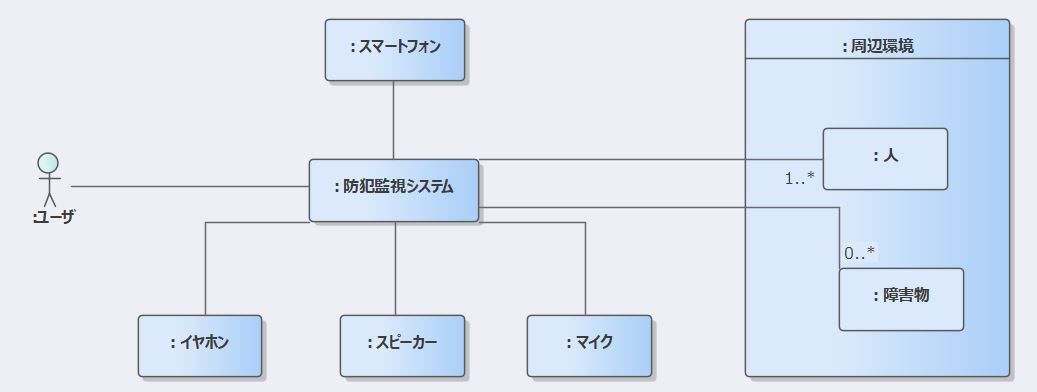 : スマートフォン
: 周辺環境
: 人
1..*
: 防犯監視システム
:ユーザ
0..*
: 障害物
: イヤホン
: スピーカー
: マイク